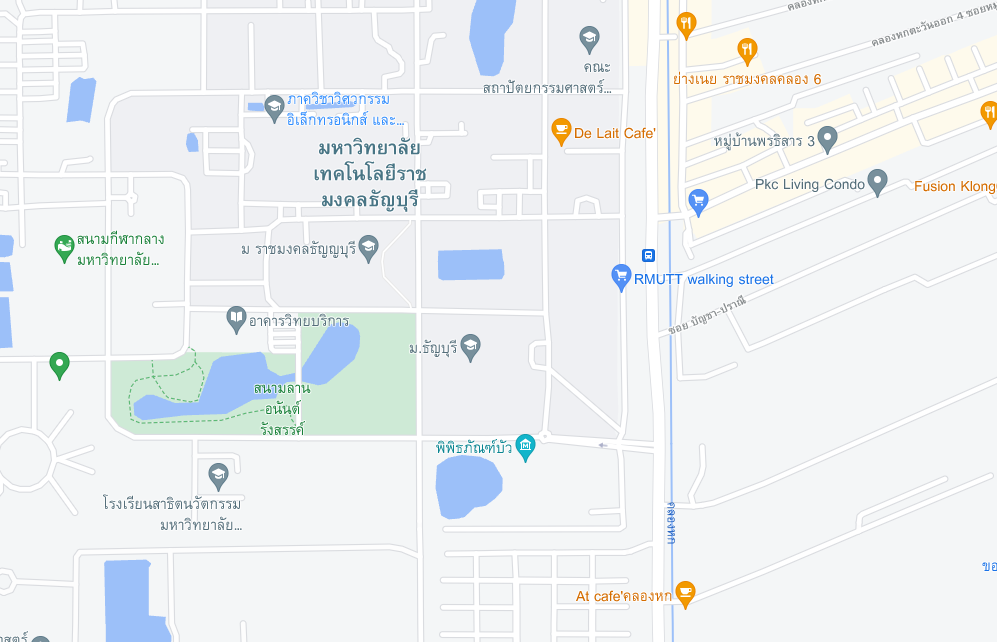 คลองหก
คลองหกตะวันออก 4 ซอยหม
คณะ
สถาปัตยกรรมศาสตร์...
ย่างเนย ราชมงคลคลอง 6
ภาควิชาวิศวกรรม
อิเล็กทรอนิกส์ และ...
De Lait Cafe'
หมู่บ้านพรธิสาร 3
มหาวิทยาลัย
เทคโนโลยีราช
มงคลธัญบุรี
Pkc Living Condo
Fusion Klong
สนามกีฬากลาง
มหาวิทยาลัย...
ม ราชมงคลธัญญบุรี
RMUTT walking street
ซอย ปัญชา-ปราณี
อาคารวิทยบริการ
ม.ธัญบุรี
สนามลาน
อนันต์
รังสรรค์
พิพิธภัณฑ์บัว
โรงเรียนสาธิตนวัตกรรม
มหาวิทยาลัย...
คลองหก
ขอ
At cafe'คลองหก
าสตร์